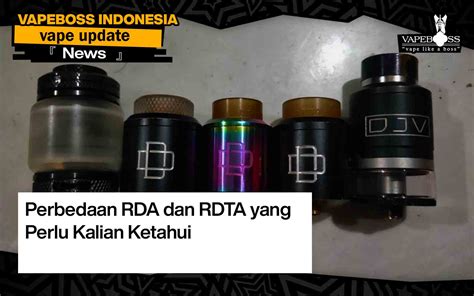 VAPEBOSS INDONESIA
vape update
『 News 』
VAPEBOSS
"vape like a boss"
DJV
Perbedaan RDA dan RDTA yang
Perlu Kalian Ketahui